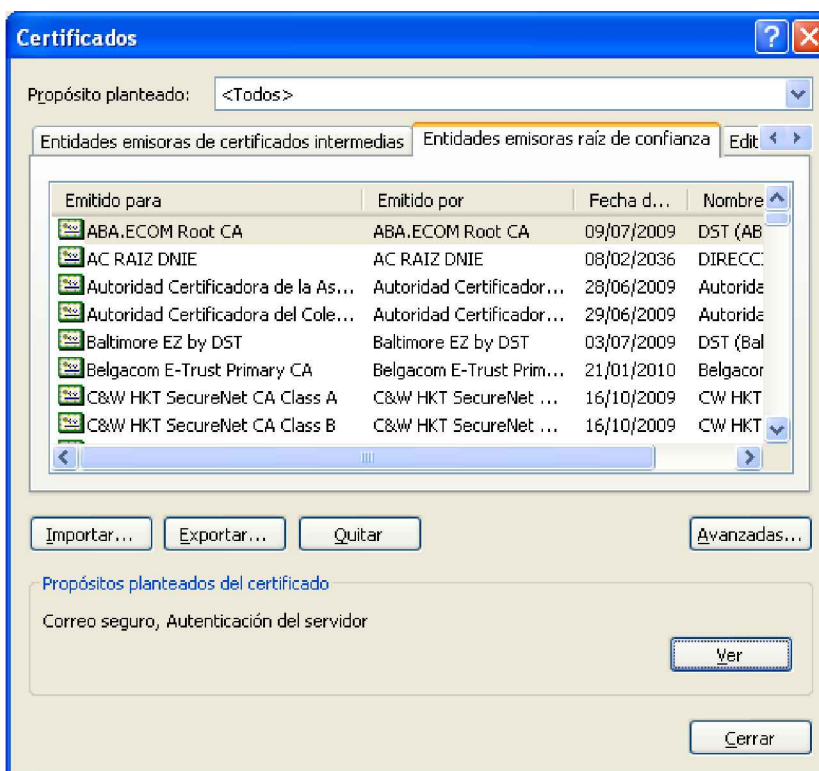 Certificados
Propósito planteado: <Todos>
Entidades emisoras de certificados intermedias Entidades emisoras raíz de confianza Edit
Emitido para Emitido por Fecha d... Nombre
ABA.ECOM Root CA ABA.ECOM Root CA 09/07/2009 DST (AB
AC RAIZ DNIE AC RAIZ DNIE 08/02/2036 DIRECC
Autoridad Certificadora de la As... Autoridad Certificador... 28/06/2009 Autorida
Autoridad Certificadora del Cole... Autoridad Certificador... 29/06/2009 Autorida
Baltimore EZ by DST Baltimore EZ by DST 03/07/2009 DST (Bal
Belgacom E-Trust Primary CA Belgacom E-Trust Prim... 21/01/2010 Belgacor
C&W HKT SecureNet CA Class A C&W HKT SecureNet ... 16/10/2009 CW HKT
C&W HKT SecureNet CA Class B C&W HKT SecureNet ... 16/10/2009 CW HKT
Importar... Exportar... Quitar Avanzadas...
Propósitos planteados del certificado
Correo seguro, Autenticación del servidor
Ver
Cerrar